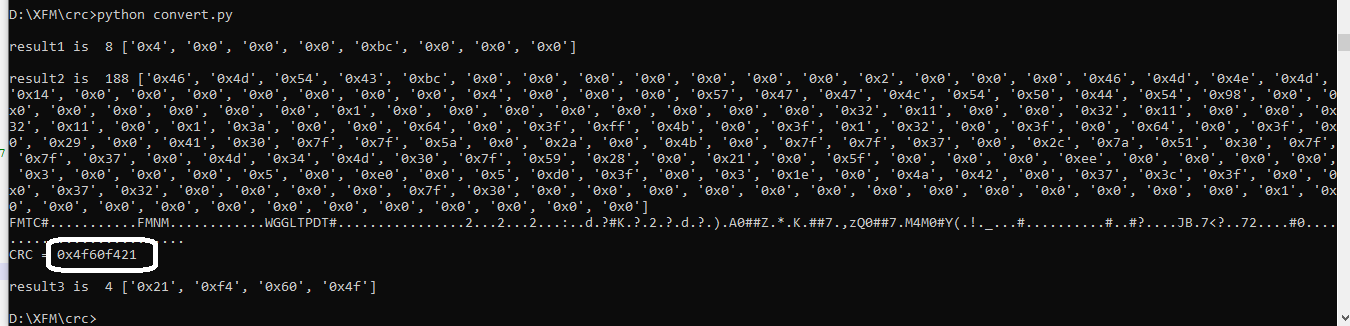 D:\XFM\crc>python convert.py
result1 is  8 ['0x4', '0x0', '0x0', '0x0', '0xbc', '0x0', '0x0', '0x0']
result2 is  188 ['0x46', '0x4d', '0x54', '0x43', '0xbc', '0x0', '0x0', '0x0', '0x0', '0x0', '0x0', '0x0', '0x2', '0x0', '0x0', '0x0', '0x46', '0x4d', '0x4e', '0x4d',
'0x14', '0x0', '0x0', '0x0', '0x0', '0x0', '0x0', '0x0', '0x4', '0x0', '0x0', '0x0', '0x57', '0x47', '0x47', '0x4c', '0x54', '0x50', '0x44', '0x54', '0x98', '0x0', '0
x0', '0x0', '0x0', '0x0', '0x0', '0x0', '0x1', '0x0', '0x0', '0x0', '0x0', '0x0', '0x0', '0x0', '0x0', '0x32', '0x11', '0x0', '0x0', '0x32', '0x11', '0x0', '0x0', '0x
32', '0x11', '0x0', '0x1', '0x3a', '0x0', '0x0', '0x64', '0x0', '0x3f', '0xff', '0x4b', '0x0', '0x3f', '0x1', '0x32', '0x0', '0x3f', '0x0', '0x64', '0x0', '0x3f', '0x
0', '0x29', '0x0', '0x41', '0x30', '0x7f', '0x7f', '0x5a', '0x0', '0x2a', '0x0', '0x4b', '0x0', '0x7f', '0x7f', '0x37', '0x0', '0x2c', '0x7a', '0x51', '0x30', '0x7f',
'0x7f', '0x37', '0x0', '0x4d', '0x34', '0x4d', '0x30', '0x7f', '0x59', '0x28', '0x0', '0x21', '0x0', '0x5f', '0x0', '0x0', '0x0', '0xee', '0x0', '0x0', '0x0', '0x0',
'0x3', '0x0', '0x0', '0x0', '0x5', '0x0', '0xe0', '0x0', '0x5', '0xd0', '0x3f', '0x0', '0x3', '0x1e', '0x0', '0x4a', '0x42', '0x0', '0x37', '0x3c', '0x3f', '0x0', '0
x0', '0x37', '0x32', '0x0', '0x0', '0x0', '0x0', '0x7f', '0x30', '0x0', '0x0', '0x0', '0x0', '0x0', '0x0', '0x0', '0x0', '0x0', '0x0', '0x0', '0x0', '0x1', '0x0', '0x
0', '0x0', '0x0', '0x0', '0x0', '0x0', '0x0', '0x0', '0x0', '0x0', '0x0', '0x0']
FMTC#...........FMNM............WGGLTPDT#................2...2...2...:..d.?#K.?.2.?.d.?.).A0##Z.*.K.##7.,zQ0##7.M4M0#Y(.!._...#..........#..#?....JB.7<?..72....#0....
......................
CRC = 0x4f60f421
result3 is  4 ['0x21', '0xf4', '0x60', '0x4f']
D:\XFM\crc>